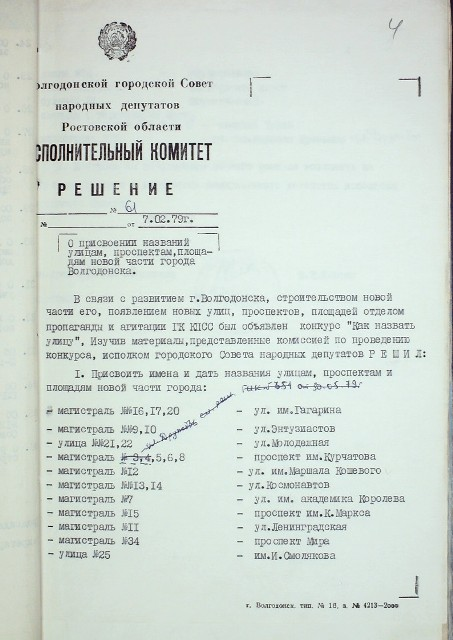 4
олгодонской городской Совет
народных депутатов
Ростовской области
СПОЛНИТЕЛЬНЫЙ КОМИТЕТ
РЕШЕНИЕ
№ 61
№ от 7.02.79г.
О присвоении названий
улицам, проспектам,площа-
дям новой части города
Волгодонска.
В связи с развитием г.Волгодонска, строительством новой
части его, появлением новых улиц, проспектов, площадей отделом
пропаганды и агитации ГК КПСС был объявлен конкурс "Как назвать
улицу", Изучив материалы,представленные комиссией по проведению
конкурса, исполком городского Совета народных депутатов Р Е Ш И Л:
1. Присвоить имена и дать названия улицам, проспектам и
площадям новой части города:
- магистраль №№16,17,20 - ул. им.Гагарина
- магистраль №№9,10 - ул.Энтузиастов
- улица №№21,22 - ул.Молодежная
- магистраль № 3,4,5,6,8 - проспект им.Курчатова
- магистраль №12 - ул. им.Маршала Кошевого
- магистраль №№13,14 - ул.Космонавтов
- магистраль №7 - ул. им. академика Королева
- магистраль №15 - проспект им.К.Маркса
- магистраль №11 - ул.Ленинградская
- магистраль №34 - проспект Мира
- улица №25 - им.И.Смолякова
г. Волгодонск. тип. № 16, з. № 4213-2000